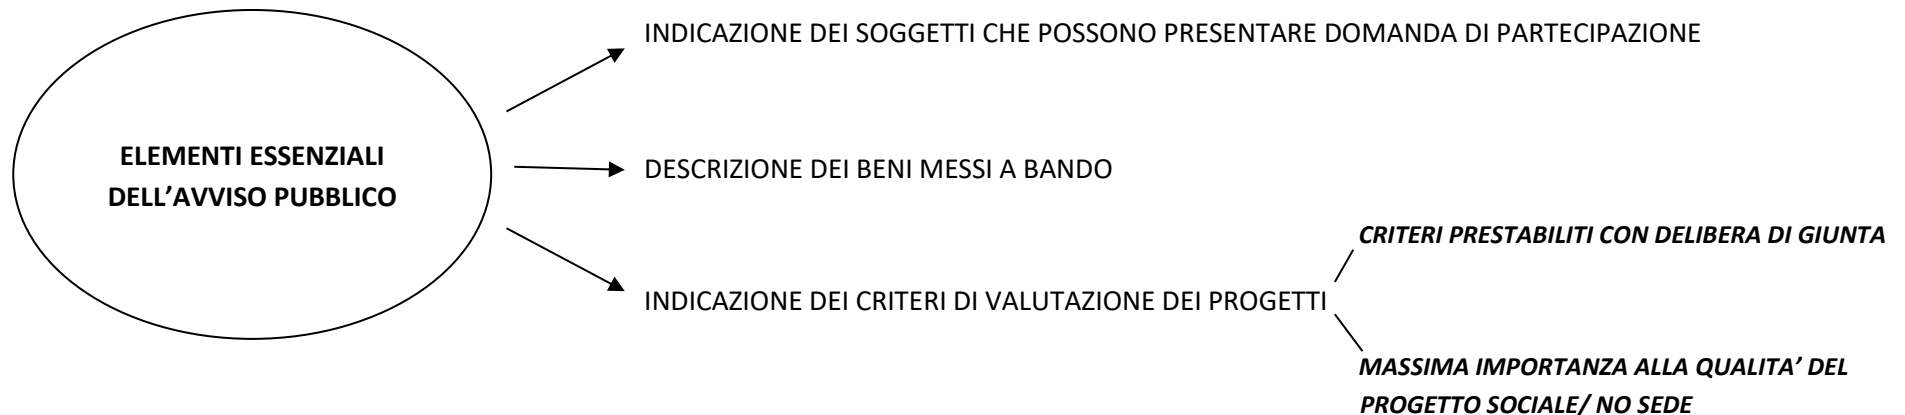 ELEMENTI ESSENZIALI
DELL’AVVISO PUBBLICO
INDICAZIONE DEI SOGGETTI CHE POSSONO PRESENTARE DOMANDA DI PARTECIPAZIONE
DESCRIZIONE DEI BENI MESSI A BANDO
INDICAZIONE DEI CRITERI DI VALUTAZIONE DEI PROGETTI
CRITERI PRESTABILITI CON DELIBERA DI GIUNTA
MASSIMA IMPORTANZA ALLA QUALITA’ DEL
PROGETTO SOCIALE/ NO SEDE